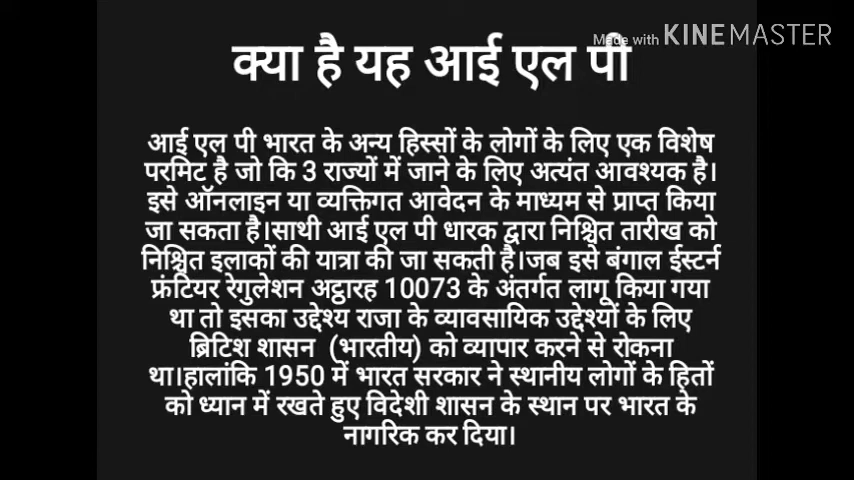 Made with KINEMASTER
क्या है यह आई एल पी
आई एल पी भारत के अन्य हिस्सों के लोगों के लिए एक विशेष
परमिट है जो कि 3 राज्यों में जाने के लिए अत्यंत आवश्यक है।
इसे ऑनलाइन या व्यक्तिगत आवेदन के माध्यम से प्राप्त किया
जा सकता है।साथी आई एल पी धारक द्वारा निश्चित तारीख को
निश्चित इलाकों की यात्रा की जा सकती है।जब इसे बंगाल ईस्टर्न
फ्रंटियर रेगुलेशन अट्ठारह 10073 के अंतर्गत लागू किया गया
था तो इसका उद्देश्य राजा के व्यावसायिक उद्देश्यों के लिए
ब्रिटिश शासन (भारतीय) को व्यापार करने से रोकना
था।हालांकि 1950 में भारत सरकार ने स्थानीय लोगों के हितों
को ध्यान में रखते हुए विदेशी शासन के स्थान पर भारत के
नागरिक कर दिया।